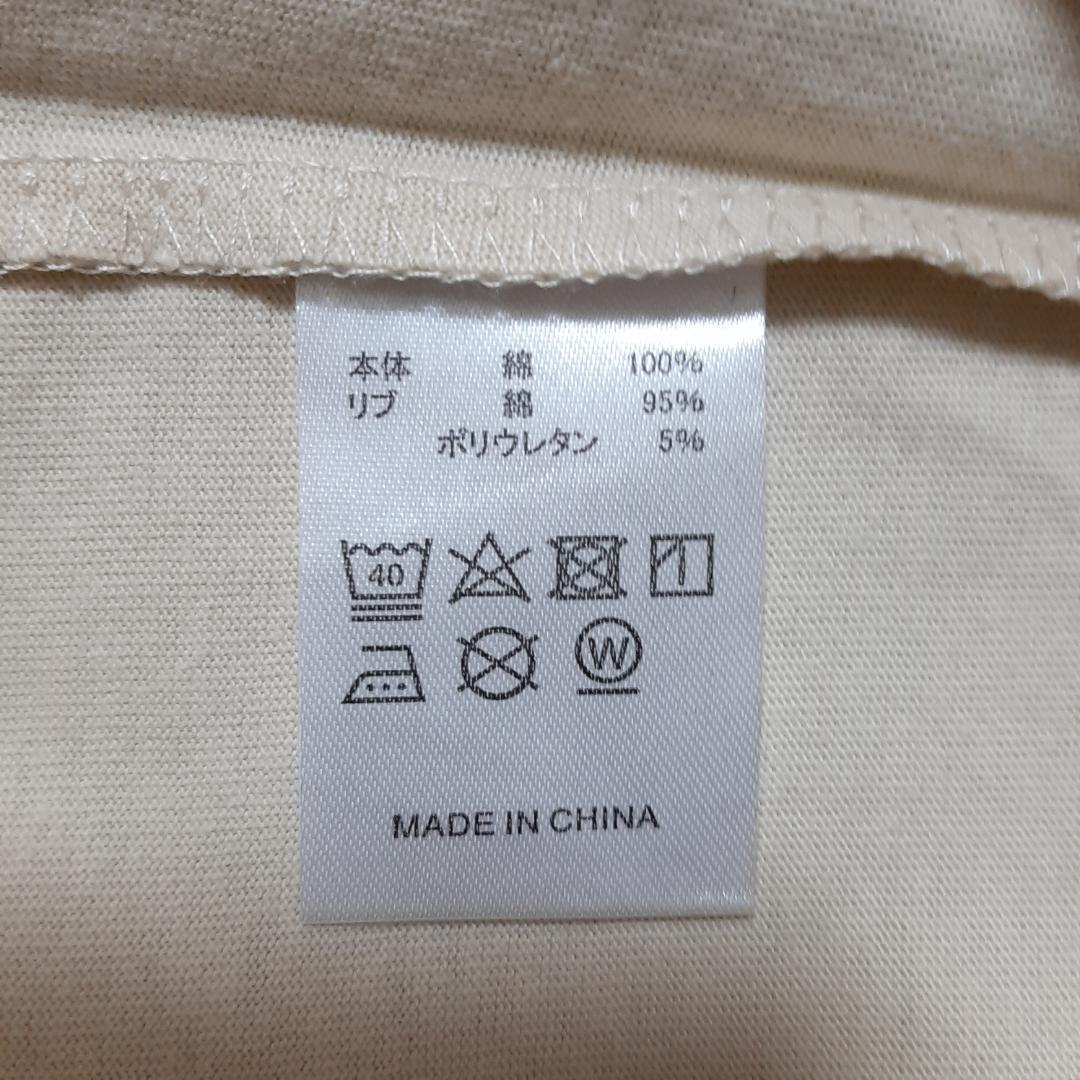 本体 綿 100%
リブ 綿 95%
ポリウレタン 5%
40
W
MADE IN CHINA